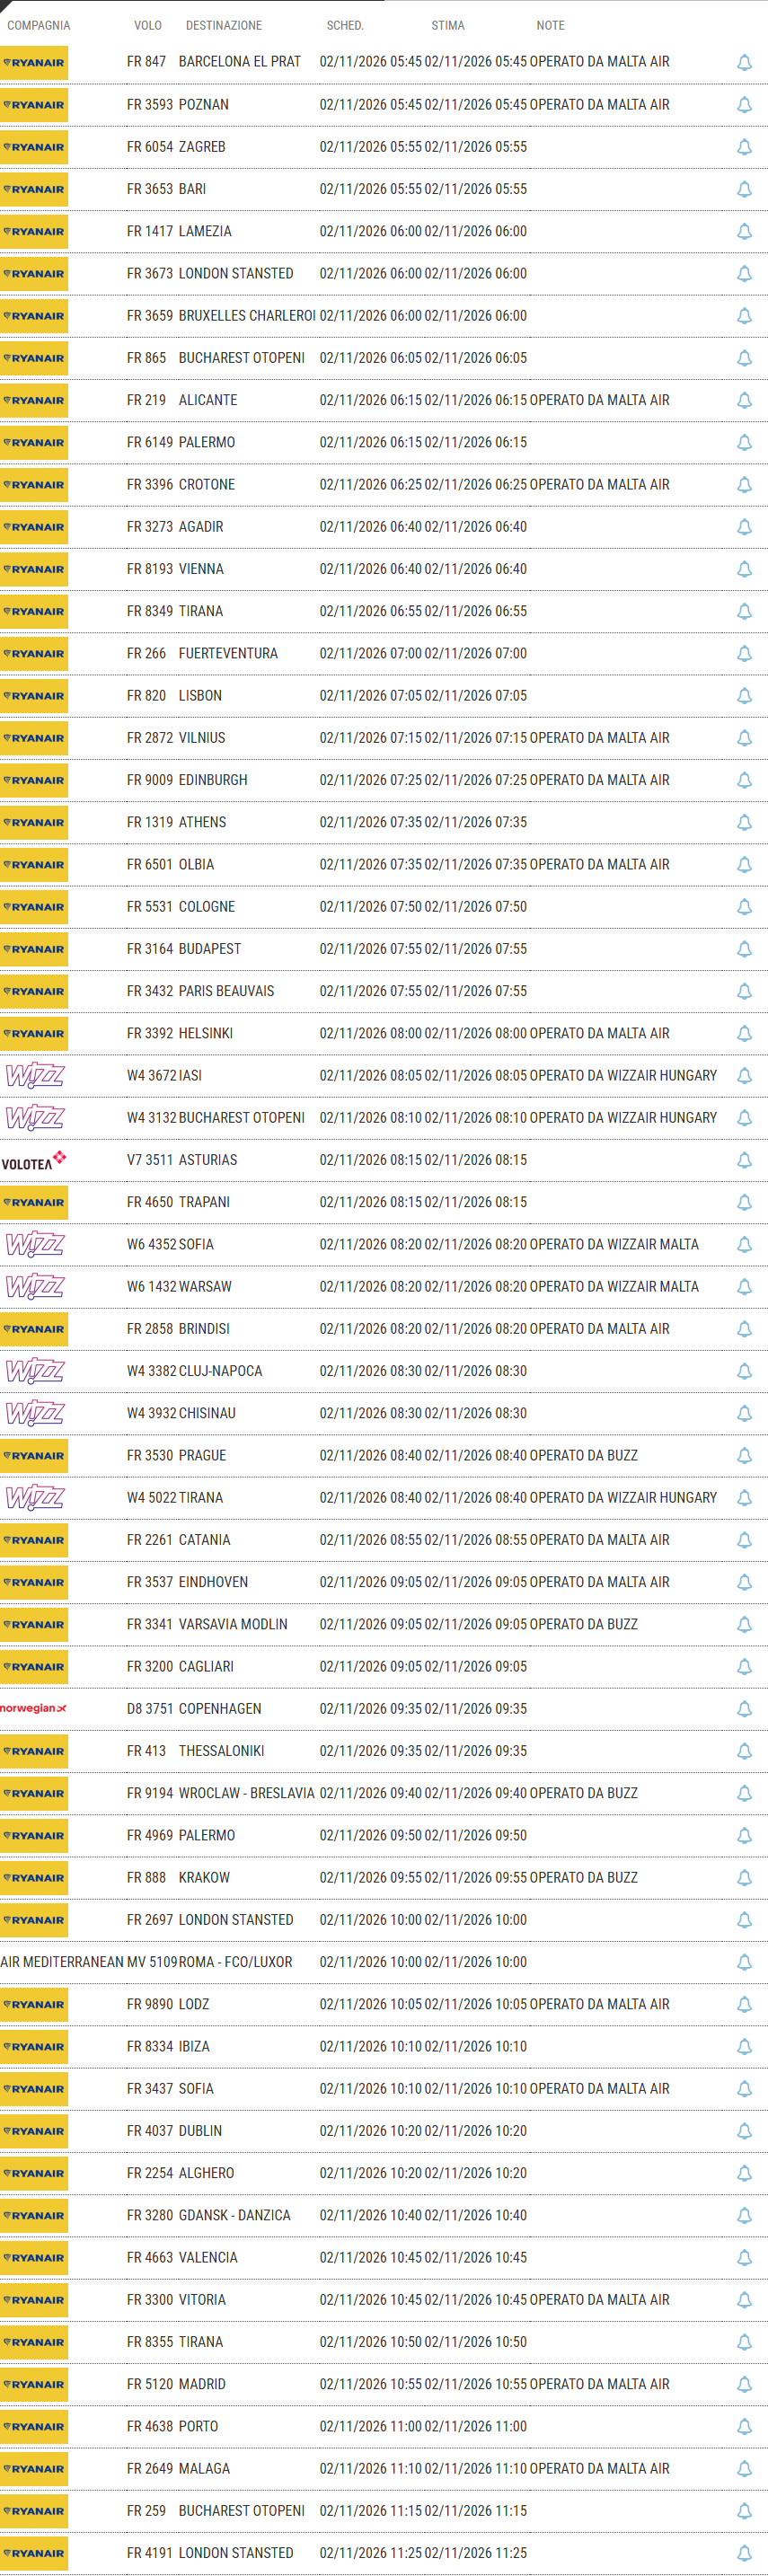 COMPAGNIA VOLO DESTINAZIONE SCHED. STIMA NOTE
RYANAIR FR 847 BARCELONA EL PRAT 02/11/2026 05:45 02/11/2026 05:45 OPERATO DA MALTA AIR
RYANAIR FR 3593 POZNAN 02/11/2026 05:45 02/11/2026 05:45 OPERATO DA MALTA AIR
RYANAIR FR 6054 ZAGREB 02/11/2026 05:55 02/11/2026 05:55
RYANAIR FR 3653 BARI 02/11/2026 05:55 02/11/2026 05:55
RYANAIR FR 1417 LAMEZIA 02/11/2026 06:00 02/11/2026 06:00
RYANAIR FR 3673 LONDON STANSTED 02/11/2026 06:00 02/11/2026 06:00
RYANAIR FR 3659 BRUXELLES CHARLEROI 02/11/2026 06:00 02/11/2026 06:00
RYANAIR FR 865 BUCHAREST OTOPENI 02/11/2026 06:05 02/11/2026 06:05
RYANAIR FR 219 ALICANTE 02/11/2026 06:15 02/11/2026 06:15 OPERATO DA MALTA AIR
RYANAIR FR 6149 PALERMO 02/11/2026 06:15 02/11/2026 06:15
RYANAIR FR 3396 CROTONE 02/11/2026 06:25 02/11/2026 06:25 OPERATO DA MALTA AIR
RYANAIR FR 3273 AGADIR 02/11/2026 06:40 02/11/2026 06:40
RYANAIR FR 8193 VIENNA 02/11/2026 06:40 02/11/2026 06:40
RYANAIR FR 8349 TIRANA 02/11/2026 06:55 02/11/2026 06:55
RYANAIR FR 266 FUERTEVENTURA 02/11/2026 07:00 02/11/2026 07:00
RYANAIR FR 820 LISBON 02/11/2026 07:05 02/11/2026 07:05
RYANAIR FR 2872 VILNIUS 02/11/2026 07:15 02/11/2026 07:15 OPERATO DA MALTA AIR
RYANAIR FR 9009 EDINBURGH 02/11/2026 07:25 02/11/2026 07:25 OPERATO DA MALTA AIR
RYANAIR FR 1319 ATHENS 02/11/2026 07:35 02/11/2026 07:35
RYANAIR FR 6501 OLBIA 02/11/2026 07:35 02/11/2026 07:35 OPERATO DA MALTA AIR
RYANAIR FR 5531 COLOGNE 02/11/2026 07:50 02/11/2026 07:50
RYANAIR FR 3164 BUDAPEST 02/11/2026 07:55 02/11/2026 07:55
RYANAIR FR 3432 PARIS BEAUVAIS 02/11/2026 07:55 02/11/2026 07:55
RYANAIR FR 3392 HELSINKI 02/11/2026 08:00 02/11/2026 08:00 OPERATO DA MALTA AIR
WIZZ W4 3672 IASI 02/11/2026 08:05 02/11/2026 08:05 OPERATO DA WIZZAIR HUNGARY
WIZZ W4 3132 BUCHAREST OTOPENI 02/11/2026 08:10 02/11/2026 08:10 OPERATO DA WIZZAIR HUNGARY
VOLOTEA V7 3511 ASTURIAS 02/11/2026 08:15 02/11/2026 08:15
RYANAIR FR 4650 TRAPANI 02/11/2026 08:15 02/11/2026 08:15
WIZZ W6 4352 SOFIA 02/11/2026 08:20 02/11/2026 08:20 OPERATO DA WIZZAIR MALTA
WIZZ W6 1432 WARSAW 02/11/2026 08:20 02/11/2026 08:20 OPERATO DA WIZZAIR MALTA
RYANAIR FR 2858 BRINDISI 02/11/2026 08:20 02/11/2026 08:20 OPERATO DA MALTA AIR
WIZZ W4 3382 CLUJ-NAPOCA 02/11/2026 08:30 02/11/2026 08:30
WIZZ W4 3932 CHISINAU 02/11/2026 08:30 02/11/2026 08:30
RYANAIR FR 3530 PRAGUE 02/11/2026 08:40 02/11/2026 08:40 OPERATO DA BUZZ
WIZZ W4 5022 TIRANA 02/11/2026 08:40 02/11/2026 08:40 OPERATO DA WIZZAIR HUNGARY
RYANAIR FR 2261 CATANIA 02/11/2026 08:55 02/11/2026 08:55 OPERATO DA MALTA AIR
RYANAIR FR 3537 EINDHOVEN 02/11/2026 09:05 02/11/2026 09:05 OPERATO DA MALTA AIR
RYANAIR FR 3341 VARSAVIA MODLIN 02/11/2026 09:05 02/11/2026 09:05 OPERATO DA BUZZ
RYANAIR FR 3200 CAGLIARI 02/11/2026 09:05 02/11/2026 09:05
norwegian D8 3751 COPENHAGEN 02/11/2026 09:35 02/11/2026 09:35
RYANAIR FR 413 THESSALONIKI 02/11/2026 09:35 02/11/2026 09:35
RYANAIR FR 9194 WROCLAW - BRESLAVIA 02/11/2026 09:40 02/11/2026 09:40 OPERATO DA BUZZ
RYANAIR FR 4969 PALERMO 02/11/2026 09:50 02/11/2026 09:50
RYANAIR FR 888 KRAKOW 02/11/2026 09:55 02/11/2026 09:55 OPERATO DA BUZZ
RYANAIR FR 2697 LONDON STANSTED 02/11/2026 10:00 02/11/2026 10:00
AIR MEDITERRANEAN MV 5109 ROMA - FCO/LUXOR 02/11/2026 10:00 02/11/2026 10:00
RYANAIR FR 9890 LODZ 02/11/2026 10:05 02/11/2026 10:05 OPERATO DA MALTA AIR
RYANAIR FR 8334 IBIZA 02/11/2026 10:10 02/11/2026 10:10
RYANAIR FR 3437 SOFIA 02/11/2026 10:10 02/11/2026 10:10 OPERATO DA MALTA AIR
RYANAIR FR 4037 DUBLIN 02/11/2026 10:20 02/11/2026 10:20
RYANAIR FR 2254 ALGHERO 02/11/2026 10:20 02/11/2026 10:20
RYANAIR FR 3280 GDANSK - DANZICA 02/11/2026 10:40 02/11/2026 10:40
RYANAIR FR 4663 VALENCIA 02/11/2026 10:45 02/11/2026 10:45
RYANAIR FR 3300 VITORIA 02/11/2026 10:45 02/11/2026 10:45 OPERATO DA MALTA AIR
RYANAIR FR 8355 TIRANA 02/11/2026 10:50 02/11/2026 10:50
RYANAIR FR 5120 MADRID 02/11/2026 10:55 02/11/2026 10:55 OPERATO DA MALTA AIR
RYANAIR FR 4638 PORTO 02/11/2026 11:00 02/11/2026 11:00
RYANAIR FR 2649 MALAGA 02/11/2026 11:10 02/11/2026 11:10 OPERATO DA MALTA AIR
RYANAIR FR 259 BUCHAREST OTOPENI 02/11/2026 11:15 02/11/2026 11:15
RYANAIR FR 4191 LONDON STANSTED 02/11/2026 11:25 02/11/2026 11:25